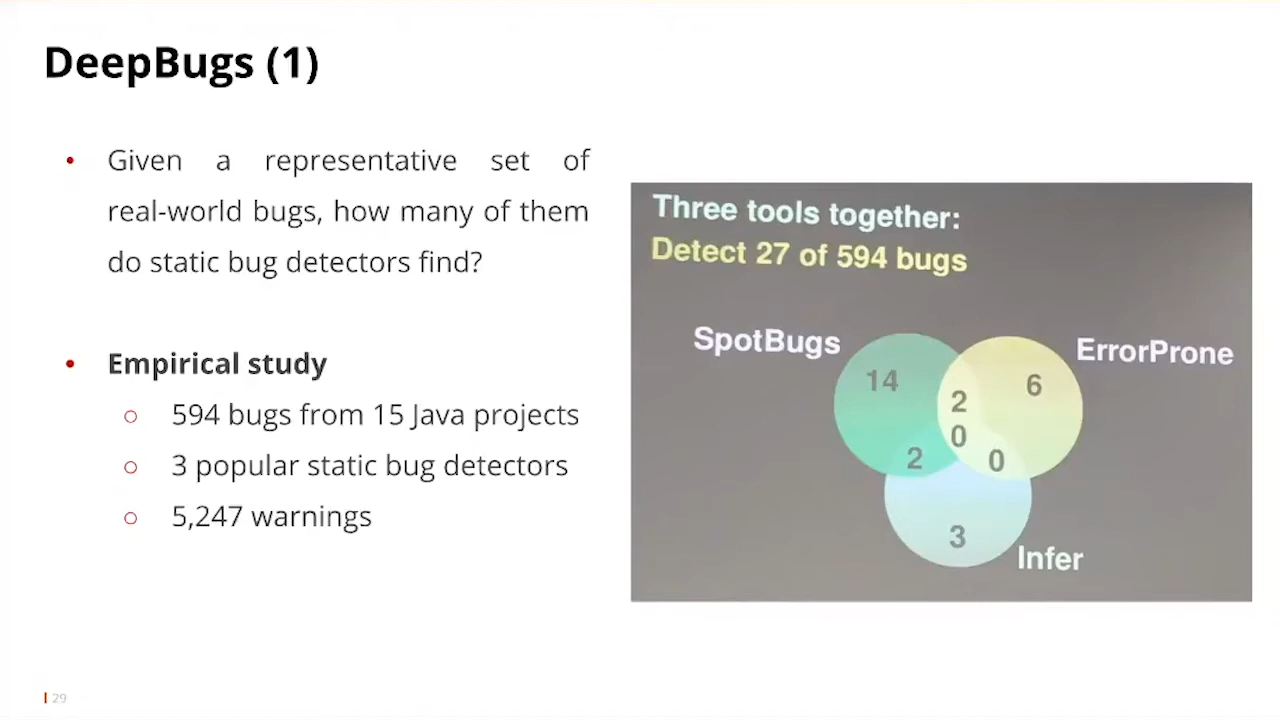 DeepBugs (1)
• Given a representative set of
real-world bugs, how many of them
do static bug detectors find?
• Empirical study
○ 594 bugs from 15 Java projects
○ 3 popular static bug detectors
○ 5,247 warnings
Three tools together:
Detect 27 of 594 bugs
SpotBugs
ErrorProne
14
6
2
0
2
0
3
Infer
29